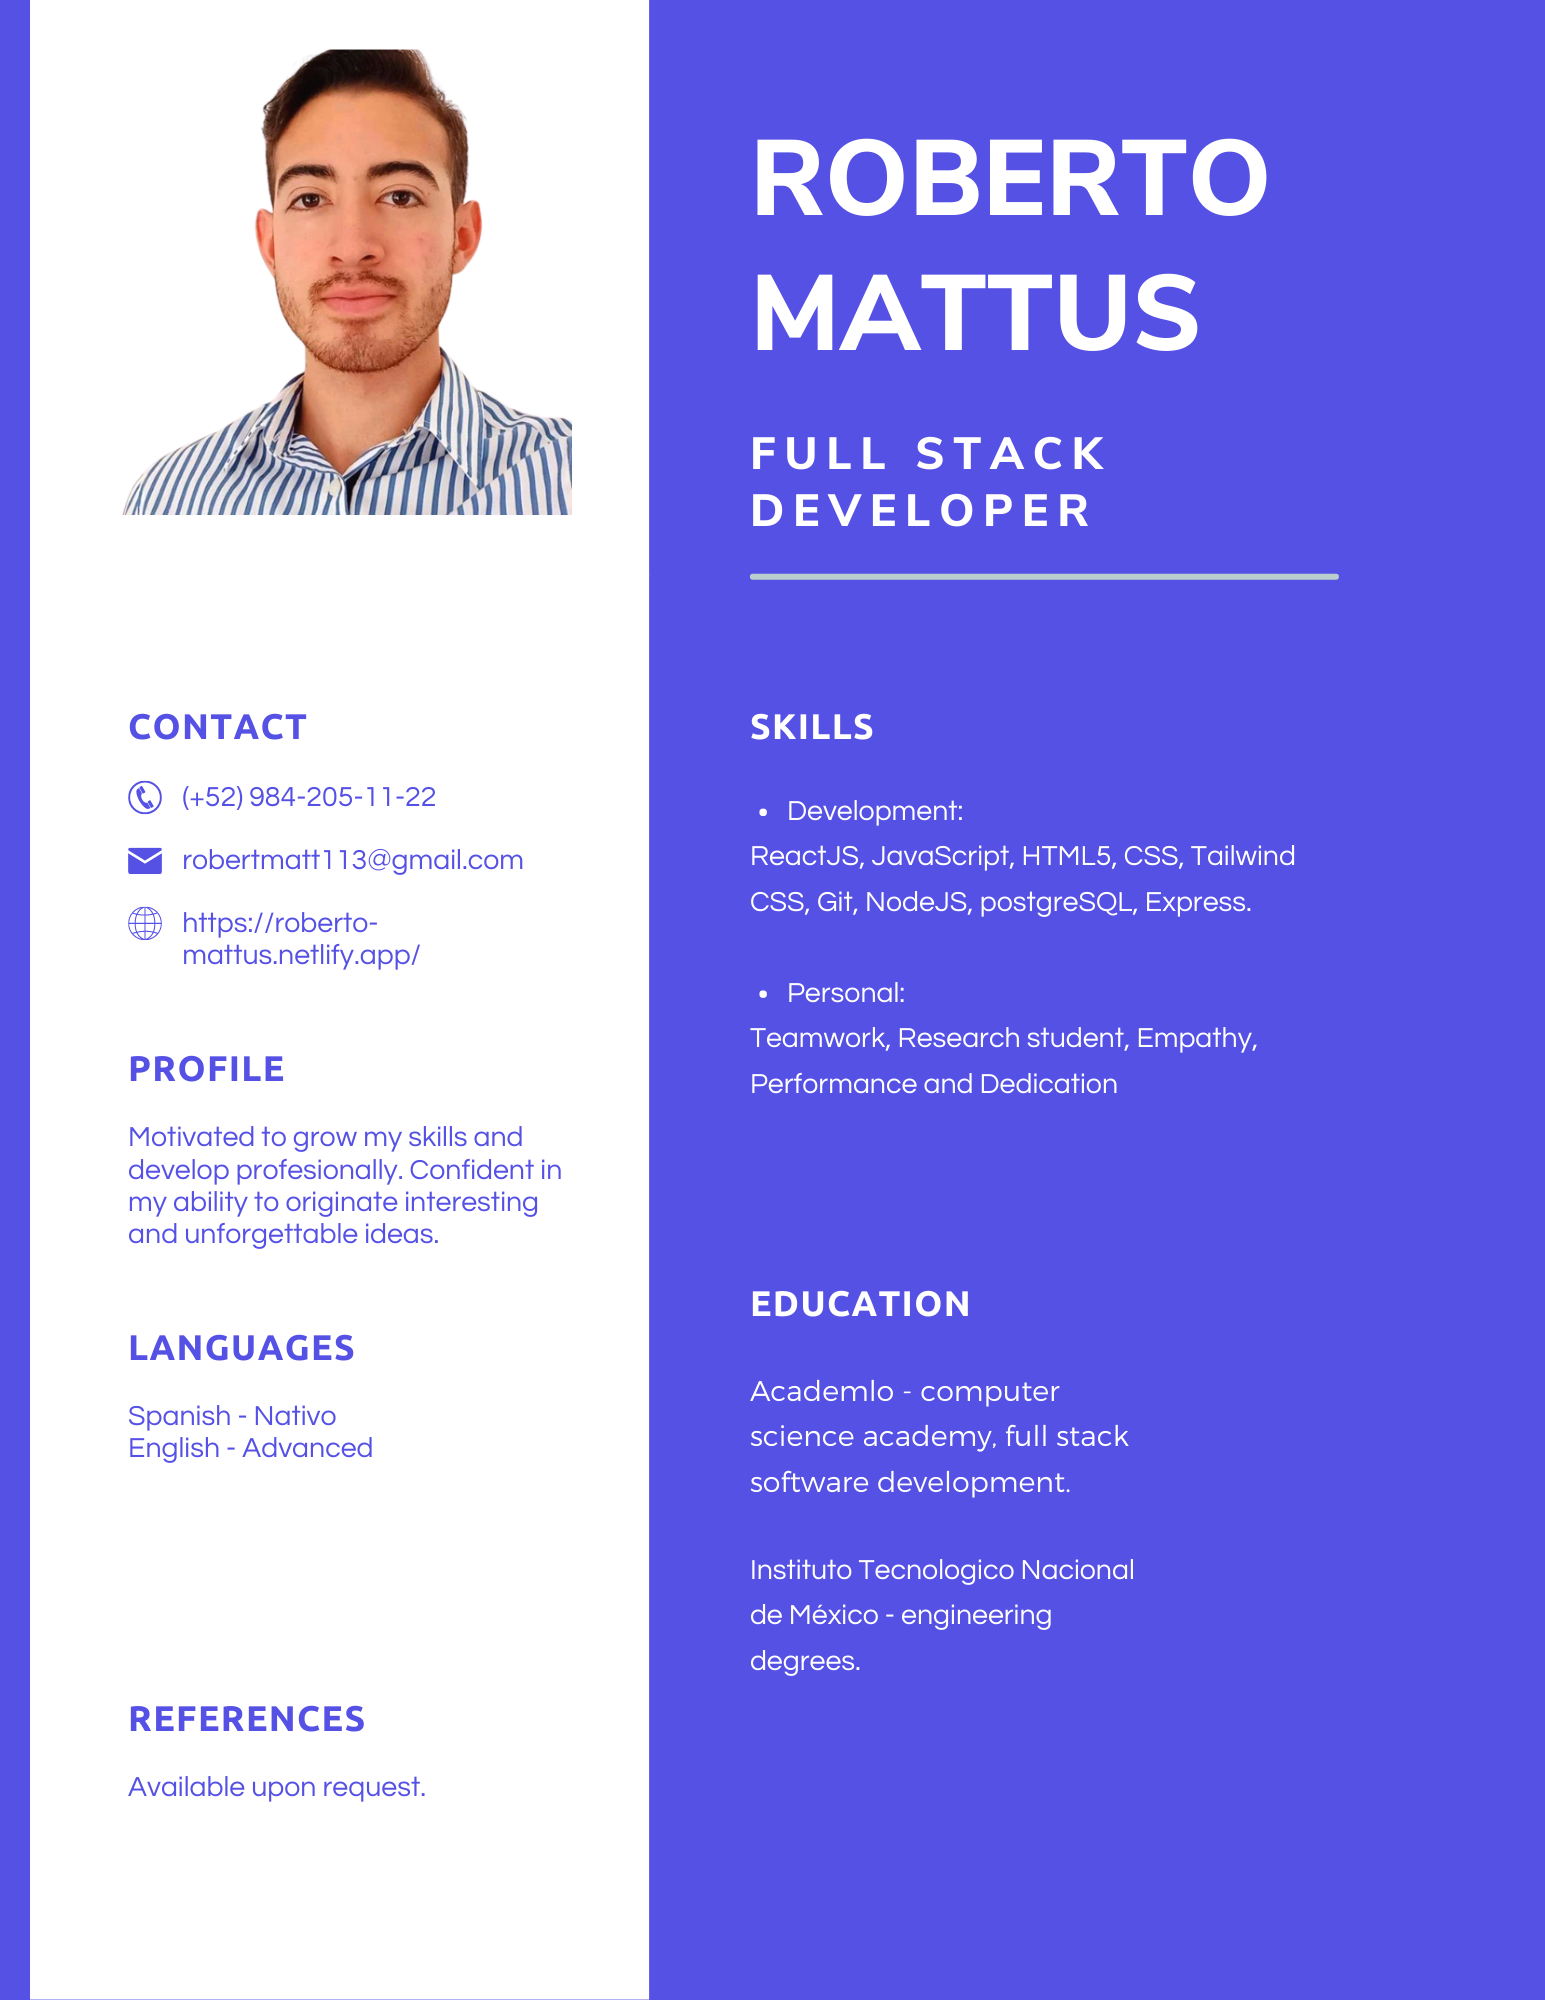 ROBERTO
MATTUS
FULL STACK
DEVELOPER
CONTACT
(+52) 984-205-11-22
robertmatt113@gmail.com
https://roberto-
mattus.netlify.app/
PROFILE
Motivated to grow my skills and
develop profesionally. Confident in
my ability to originate interesting
and unforgettable ideas.
LANGUAGES
Spanish - Nativo
English - Advanced
REFERENCES
Available upon request.
SKILLS
• Development:
ReactJS, JavaScript, HTML5, CSS, Tailwind
CSS, Git, NodeJS, postgreSQL, Express.
• Personal:
Teamwork, Research student, Empathy,
Performance and Dedication
EDUCATION
Academlo - computer
science academy, full stack
software development.
Instituto Tecnologico Nacional
de México - engineering
degrees.